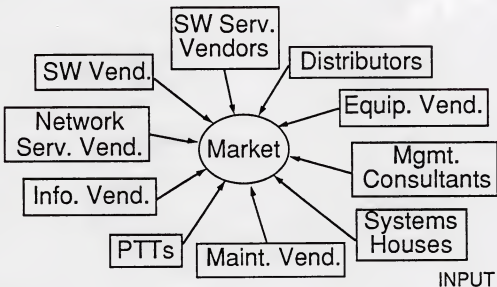 SW Serv.
Vendors
SW Vend.
Distributors
Equip. Vend.
Network
Serv. Vend.
Market
Mgmt.
Consultants
Info. Vend.
Systems
Houses
PTTs
Maint. Vend.
INPUT